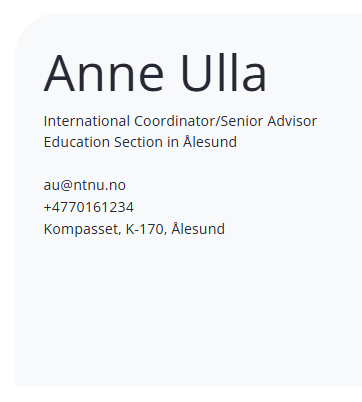 Anne Ulla
International Coordinator/Senior Advisor
Education Section in Ålesund
au@ntnu.no
+4770161234
Kompasset, K-170, Ålesund